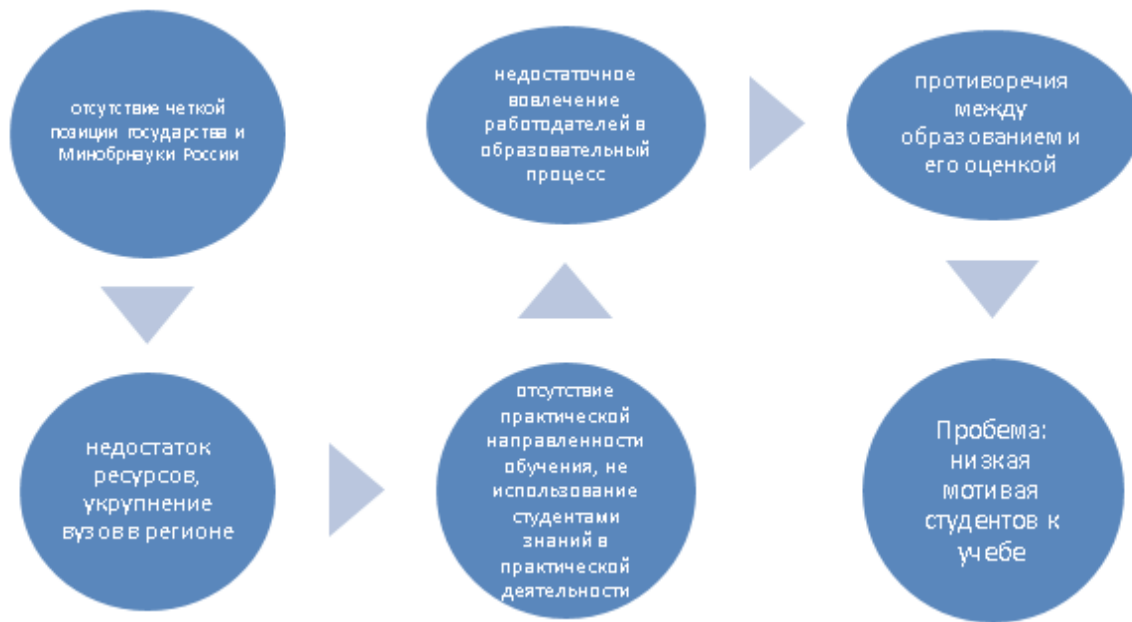 отсутствие четкой
позиции государства и
Минобрнауки России
недостаток
ресурсов,
укрупнение
вузов в регионе
отсутствие
практической
направленности
обучения, не
использование
студентами
знаний в
практической
деятельности
недостаточное
вовлечение
работодателей в
образовательный
процесс
противоречия
между
образованием и
его оценкой
Пробема:
низкая
мотивая
студентов к
учебе